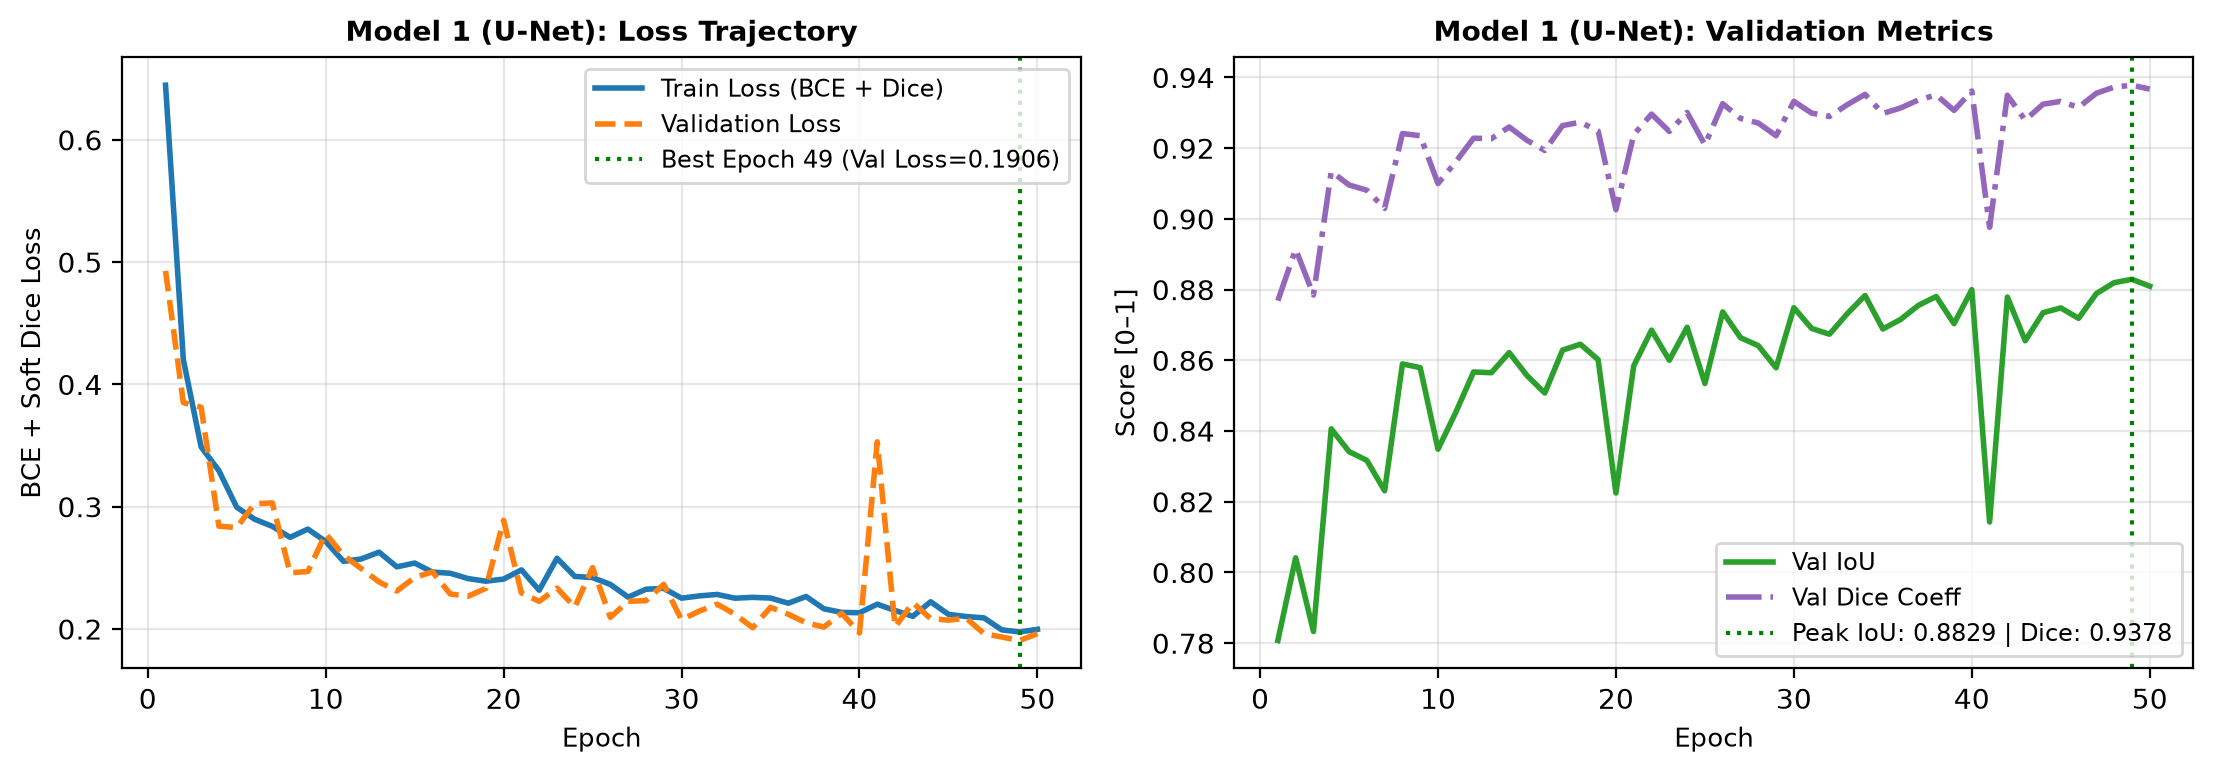 Model 1 (U-Net): Loss Trajectory
BCE + Soft Dice Loss
0.6
0.5
0.4
0.3
0.2
0
10
20
30
40
50
Epoch
Train Loss (BCE + Dice)
Validation Loss
Best Epoch 49 (Val Loss=0.1906)
Model 1 (U-Net): Validation Metrics
Score [0–1]
0.94
0.92
0.90
0.88
0.86
0.84
0.82
0.80
0.78
0
10
20
30
40
50
Epoch
Val IoU
Val Dice Coeff
Peak IoU: 0.8829 | Dice: 0.9378